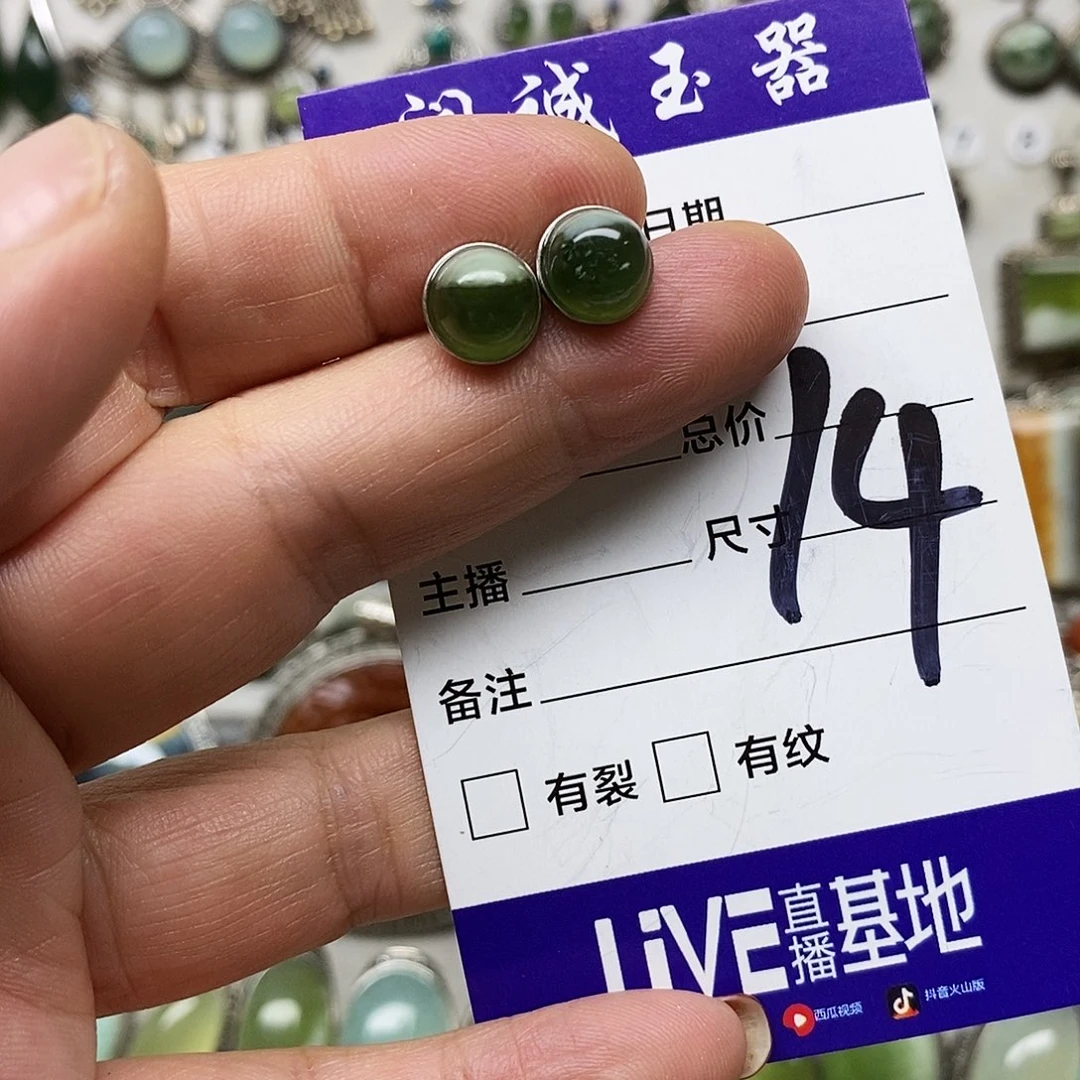 诚玉器
日期
总价
14
主播
尺寸
备注
有裂
有纹
LiVE直播基地
西瓜视频
抖音火山版